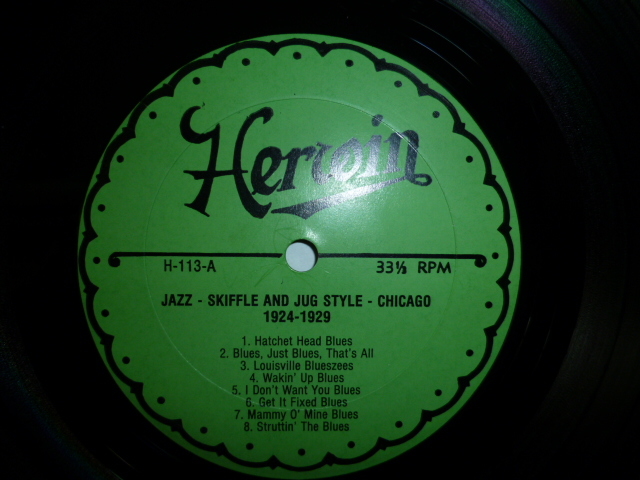 Herwin
H-113-A
33⅓ RPM
JAZZ - SKIFFLE AND JUG STYLE - CHICAGO
1924-1929
1. Hatchet Head Blues
2. Blues, Just Blues, That's All
3. Louisville Blueszees
4. Wakin' Up Blues
5. I Don't Want You Blues
6. Get It Fixed Blues
7. Mammy O' Mine Blues
8. Struttin' The Blues